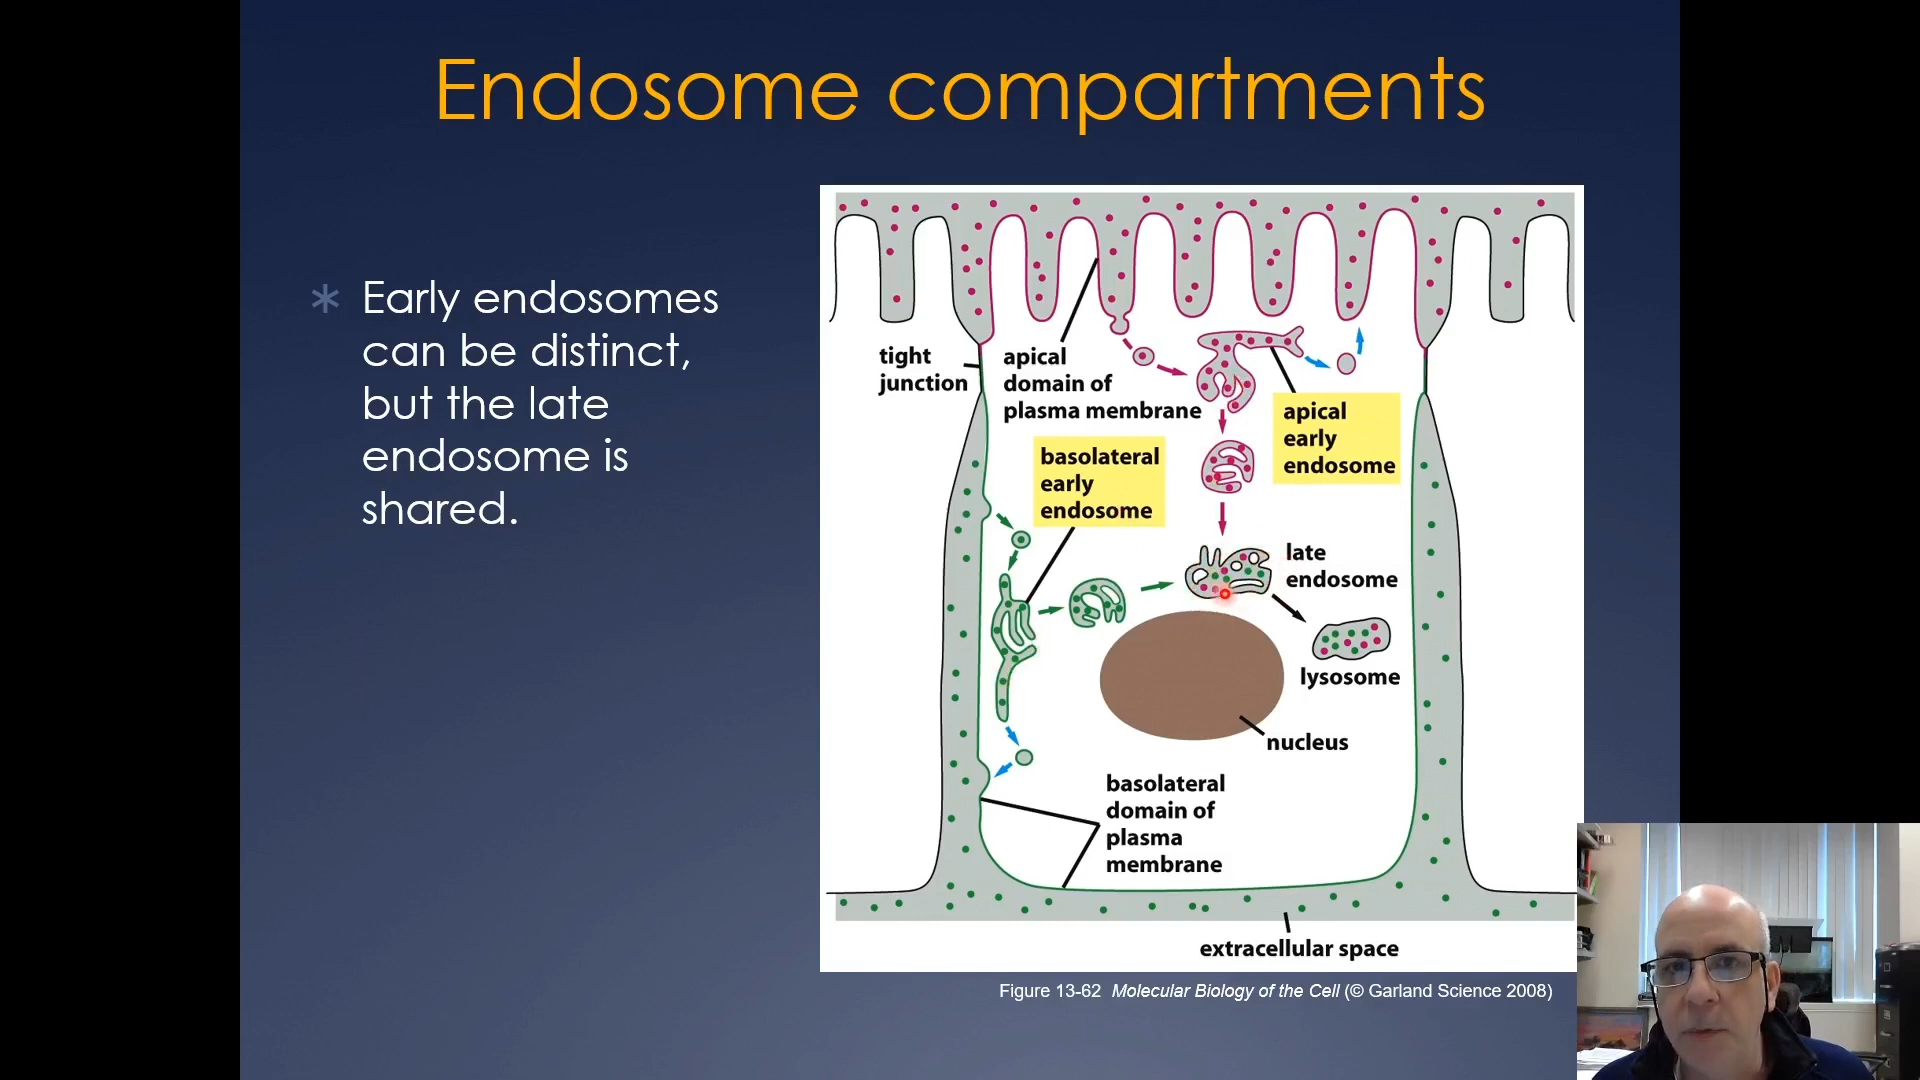 Endosome compartments
Early endosomes
can be distinct,
but the late
endosome is
shared.
tight
junction
apical
domain of
plasma membrane
apical
early
endosome
basolateral
early
endosome
late
endosome
lysosome
nucleus
basolateral
domain of
plasma
membrane
extracellular space
Figure 13-62 Molecular Biology of the Cell (© Garland Science 2008)